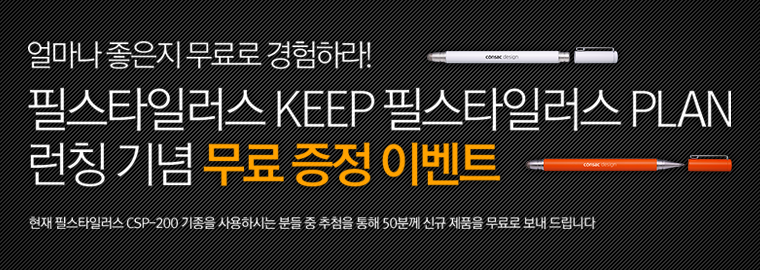 얼마나 좋은지 무료로 경험하라!
cónsac design
필스타일러스 KEEP 필스타일러스 PLAN
런칭 기념 무료 증정 이벤트
cónsac design
현재 필스타일러스 CSP-200 기종을 사용하시는 분들 중 추첨을 통해 50분께 신규 제품을 무료로 보내 드립니다